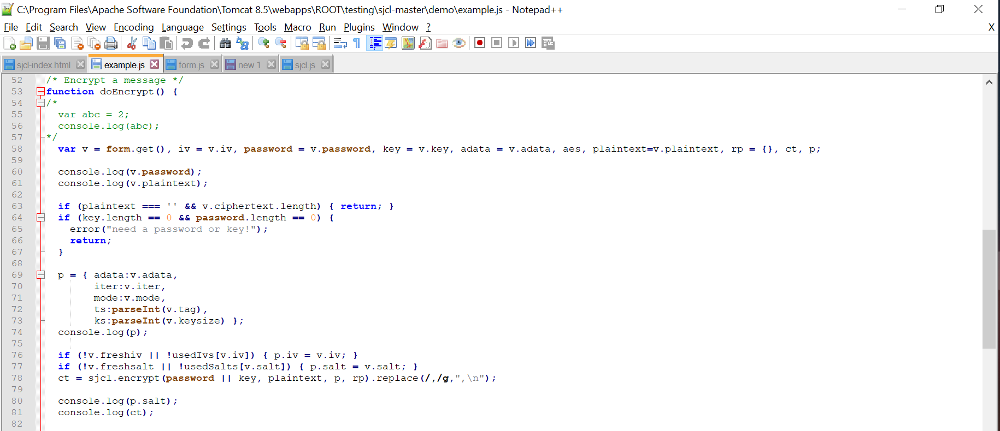 C:\Program Files\Apache Software Foundation\Tomcat 8.5\webapps\ROOT\testing\sjcl-master\demo\example.js - Notepad++
File Edit Search View Encoding Language Settings Tools Macro Run Plugins Window ? X
sjcl-index.html example.js form.js new 1 sjcl.js
52 /* Encrypt a message */
53 function doEncrypt() {
54 /*
55   var abc = 2;
56   console.log(abc);
57 */
58   var v = form.get(), iv = v.iv, password = v.password, key = v.key, adata = v.adata, aes, plaintext=v.plaintext, rp = {}, ct, p;
59
60   console.log(v.password);
61   console.log(v.plaintext);
62
63   if (plaintext === '' && v.ciphertext.length) { return; }
64   if (key.length == 0 && password.length == 0) {
65     error("need a password or key!");
66     return;
67   }
68
69   p = { adata:v.adata,
70         iter:v.iter,
71         mode:v.mode,
72         ts:parseInt(v.tag),
73         ks:parseInt(v.keysize) };
74   console.log(p);
75
76   if (!v.freshiv || !usedIvs[v.iv]) { p.iv = v.iv; }
77   if (!v.freshsalt || !usedSalts[v.salt]) { p.salt = v.salt; }
78   ct = sjcl.encrypt(password || key, plaintext, p, rp).replace(/,/g,",\n");
79
80   console.log(p.salt);
81   console.log(ct);
82